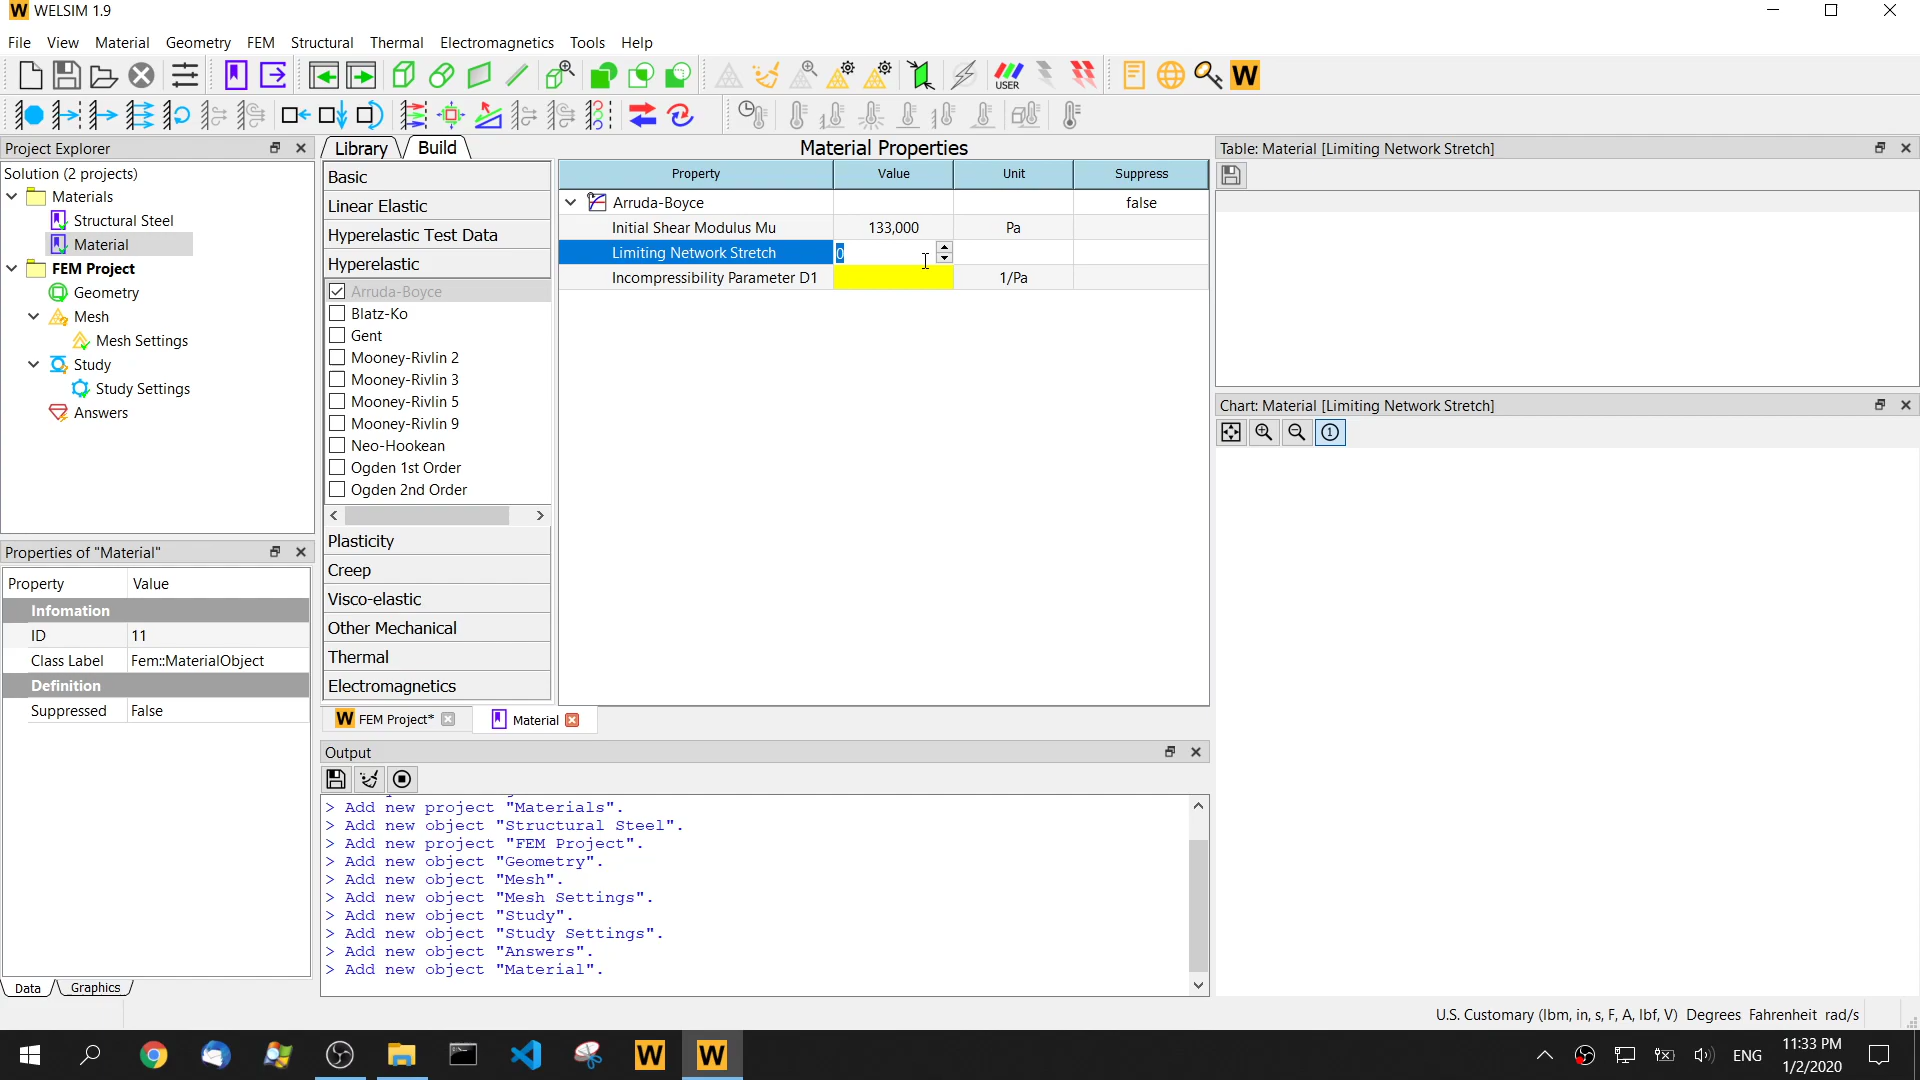 WELSIM 1.9
File View Material Geometry FEM Structural Thermal Electromagnetics Tools Help
USER
W
Project Explorer
Solution (2 projects)
Materials
Structural Steel
Material
FEM Project
Geometry
Mesh
Mesh Settings
Study
Study Settings
Answers
Properties of "Material"
Property Value
Infomation
ID 11
Class Label Fem::MaterialObject
Definition
Suppressed False
Data Graphics
Library Build
Basic
Linear Elastic
Hyperelastic Test Data
Hyperelastic
Arruda-Boyce
Blatz-Ko
Gent
Mooney-Rivlin 2
Mooney-Rivlin 3
Mooney-Rivlin 5
Mooney-Rivlin 9
Neo-Hookean
Ogden 1st Order
Ogden 2nd Order
Plasticity
Creep
Visco-elastic
Other Mechanical
Thermal
Electromagnetics
Material Properties
Property Value Unit Suppress
Arruda-Boyce false
Initial Shear Modulus Mu 133,000 Pa
Limiting Network Stretch 0
Incompressibility Parameter D1 1/Pa
FEM Project* Material
Output
> Add new project "Materials".
> Add new object "Structural Steel".
> Add new project "FEM Project".
> Add new object "Geometry".
> Add new object "Mesh".
> Add new object "Mesh Settings".
> Add new object "Study".
> Add new object "Study Settings".
> Add new object "Answers".
> Add new object "Material".
Table: Material [Limiting Network Stretch]
Chart: Material [Limiting Network Stretch]
U.S. Customary (lbm, in, s, F, A, lbf, V) Degrees Fahrenheit rad/s
ENG
11:33 PM
1/2/2020